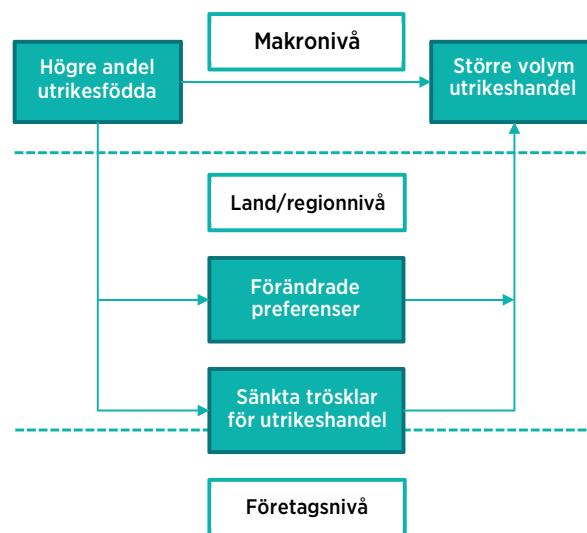 Makronivå
Högre andel
utrikesfödda
Större volym
utrikeshandel
Land/regionnivå
Förändrade
preferenser
Sänkta trösklar
för utrikeshandel
Företagsnivå